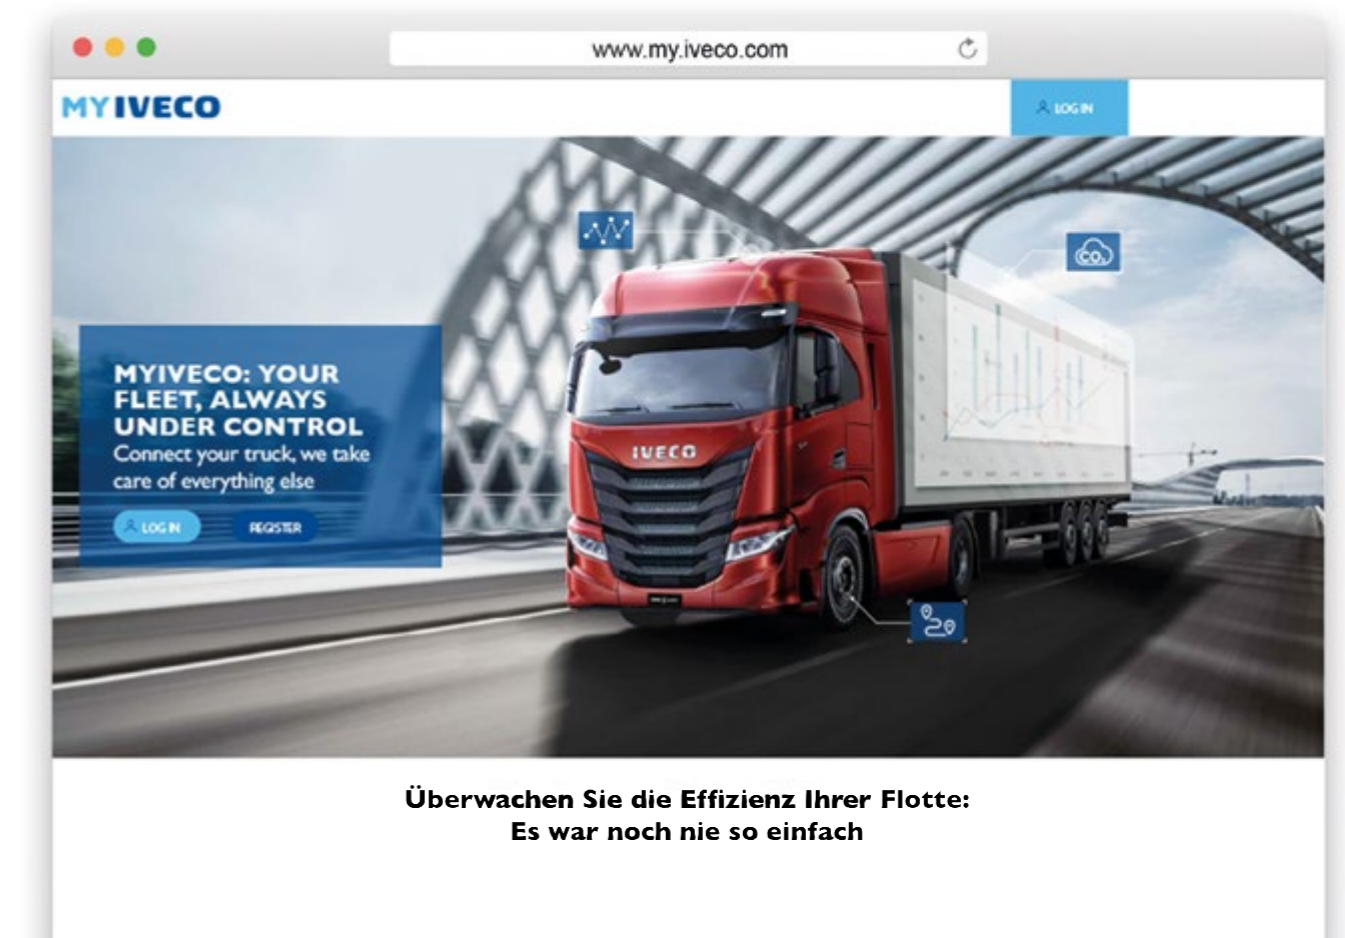 www.my.iveco.com
MYIVECO
LOG IN
CO₂
MYIVECO: YOUR
FLEET, ALWAYS
UNDER CONTROL
Connect your truck, we take
care of everything else
LOG IN
REGISTER
IVECO
Überwachen Sie die Effizienz Ihrer Flotte:
Es war noch nie so einfach